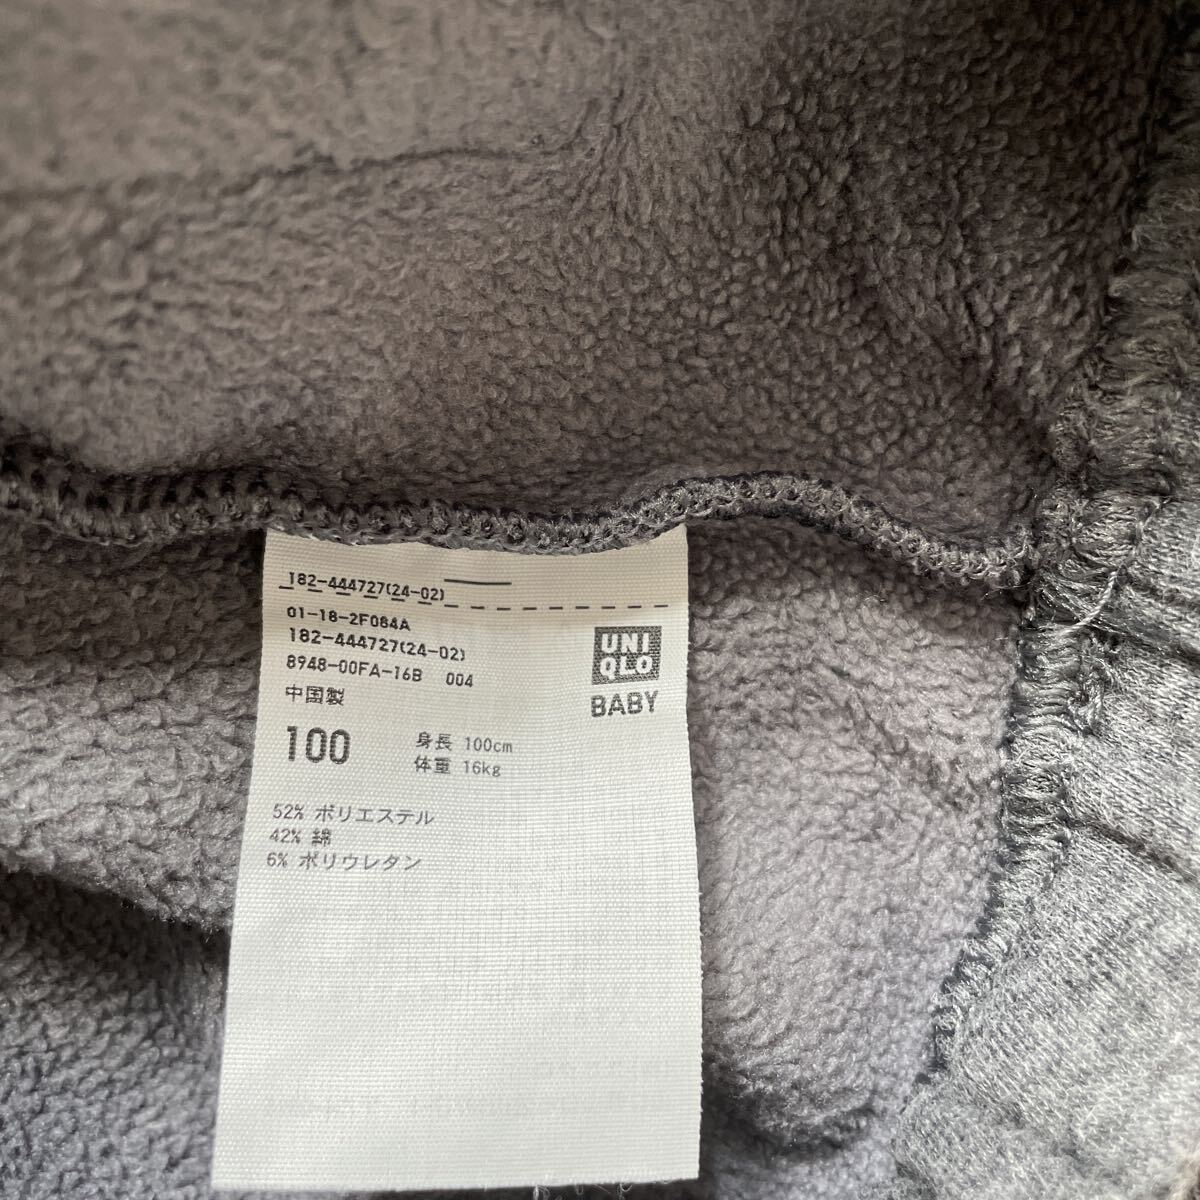 182-444727(24-02)
01-18-2F084A
182-444727(24-02)
8948-00FA-16B 004
中国製
UNI
QLO
BABY
100
身長 100cm
体重 16kg
52% ポリエステル
42% 綿
6% ポリウレタン